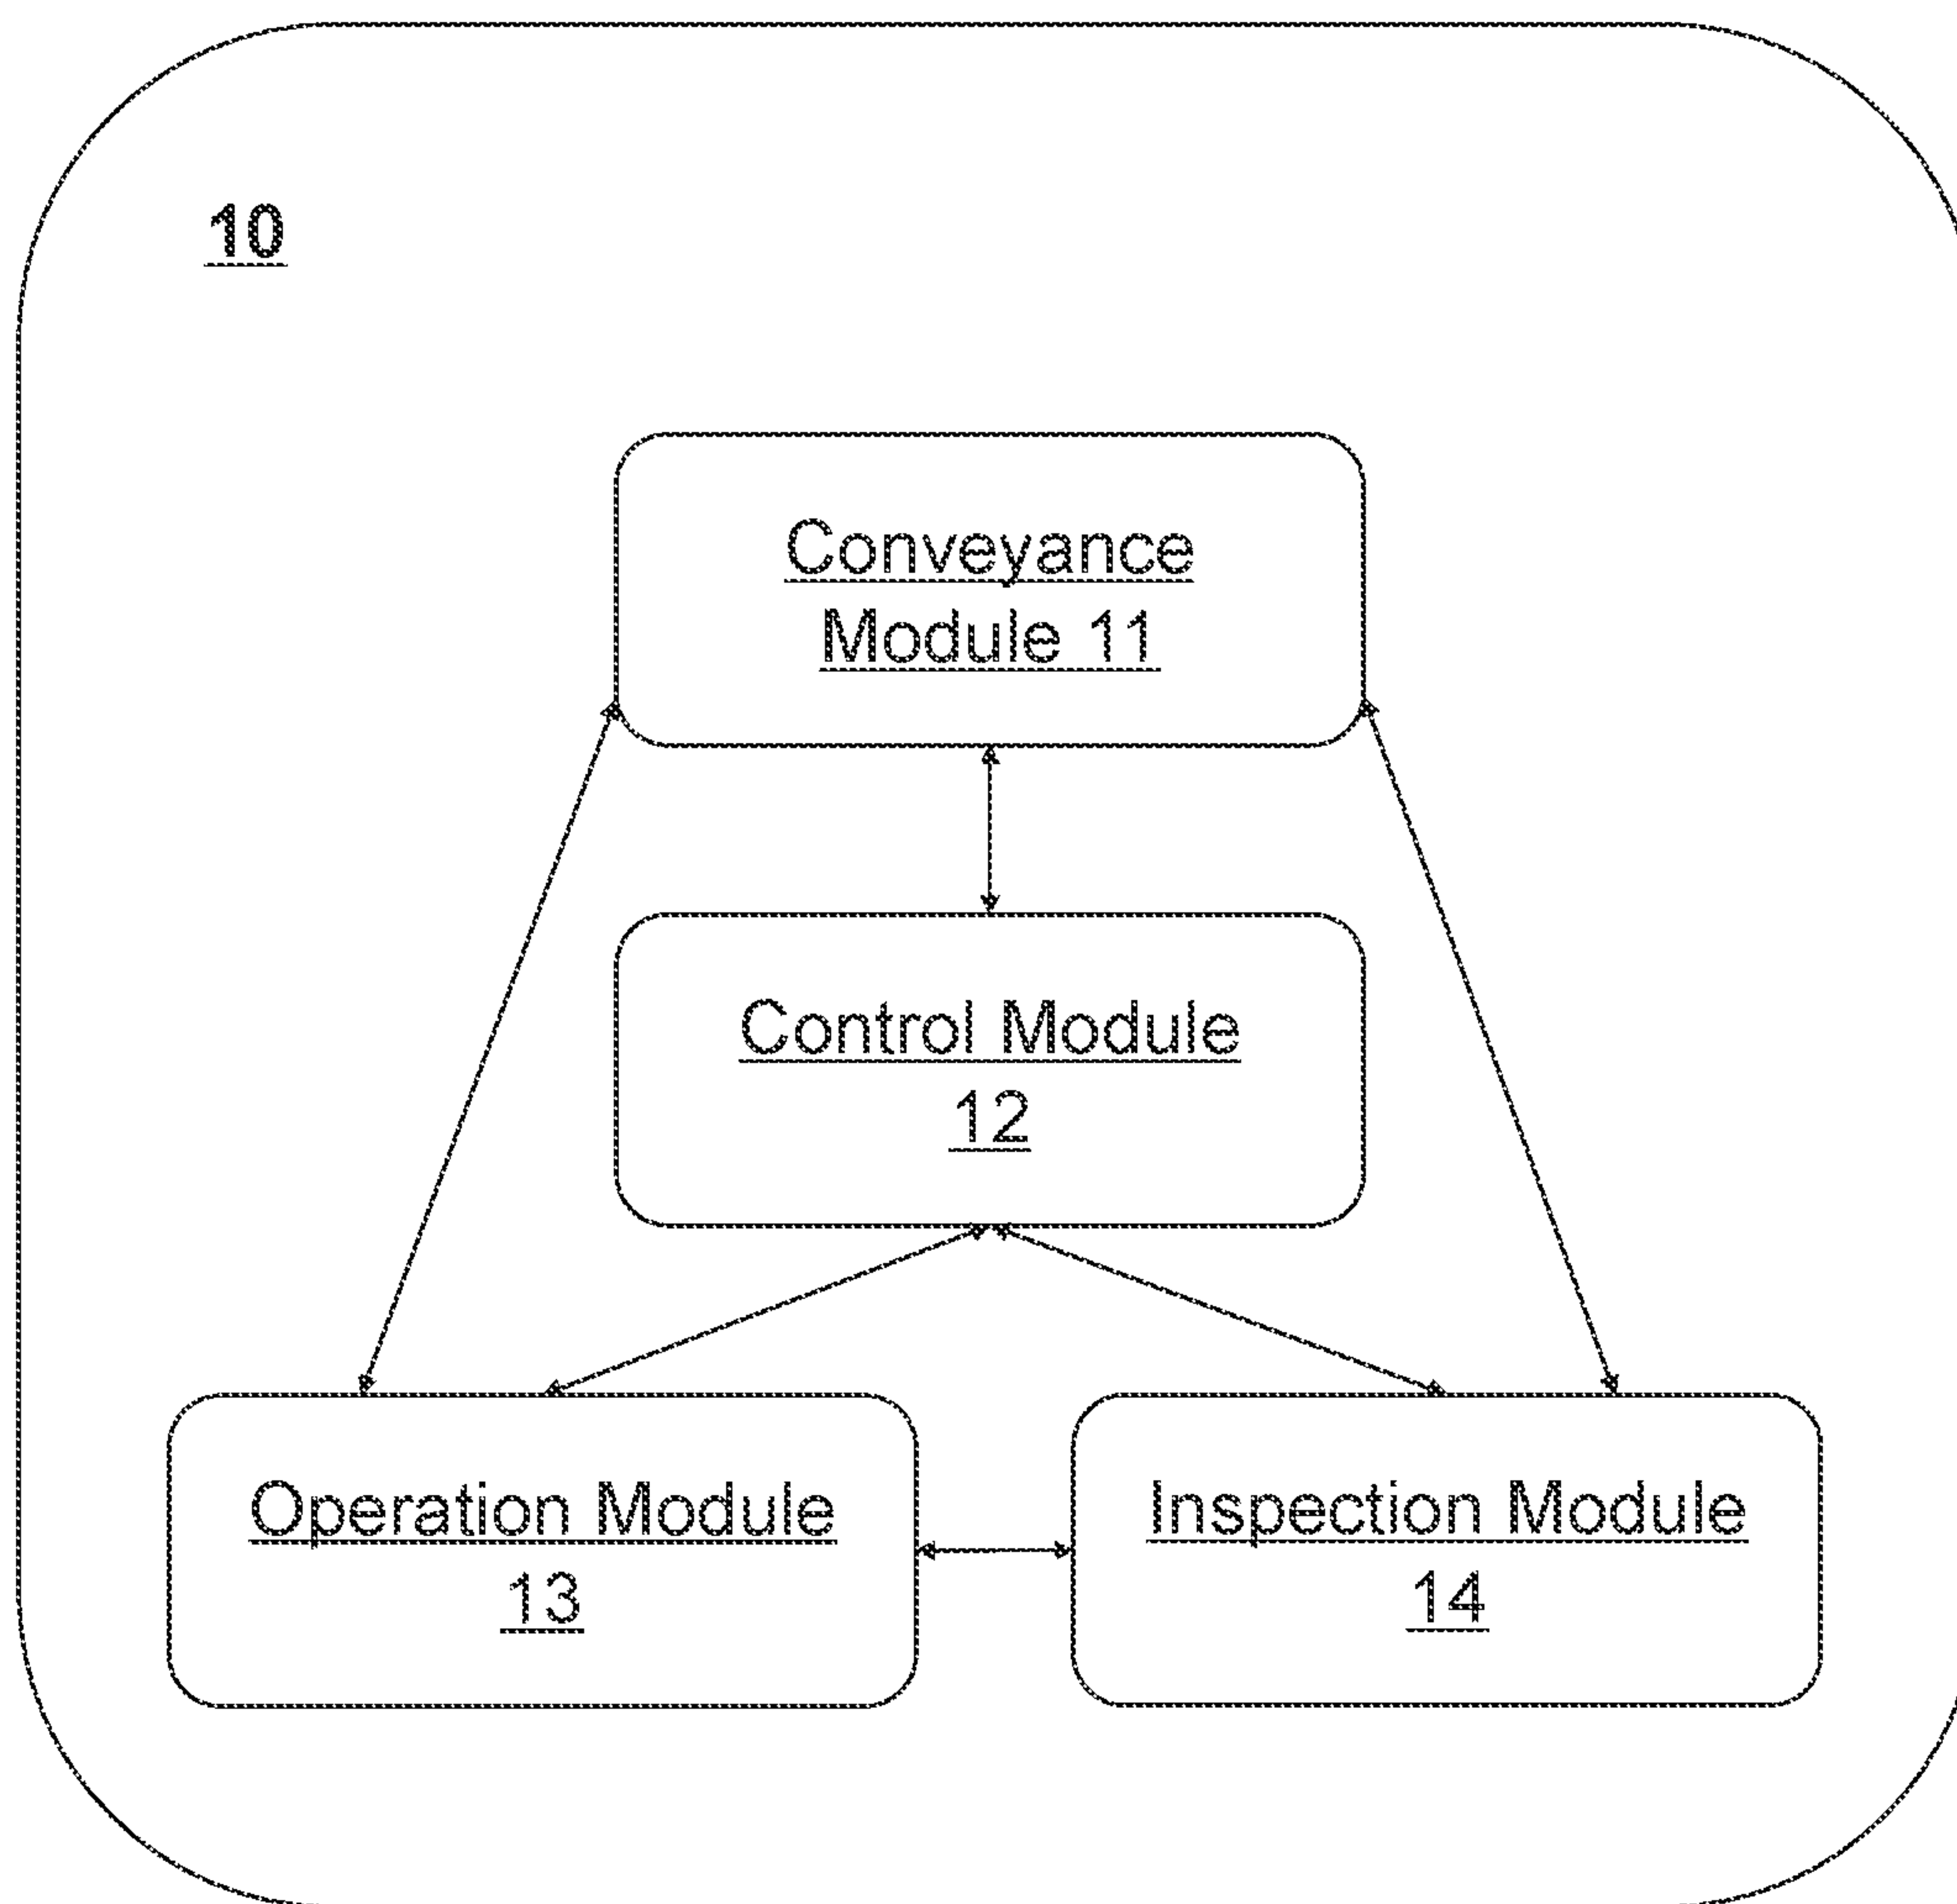 10
Conveyance
Module 11
Control Module
12
Operation Module
13
Inspection Module
14